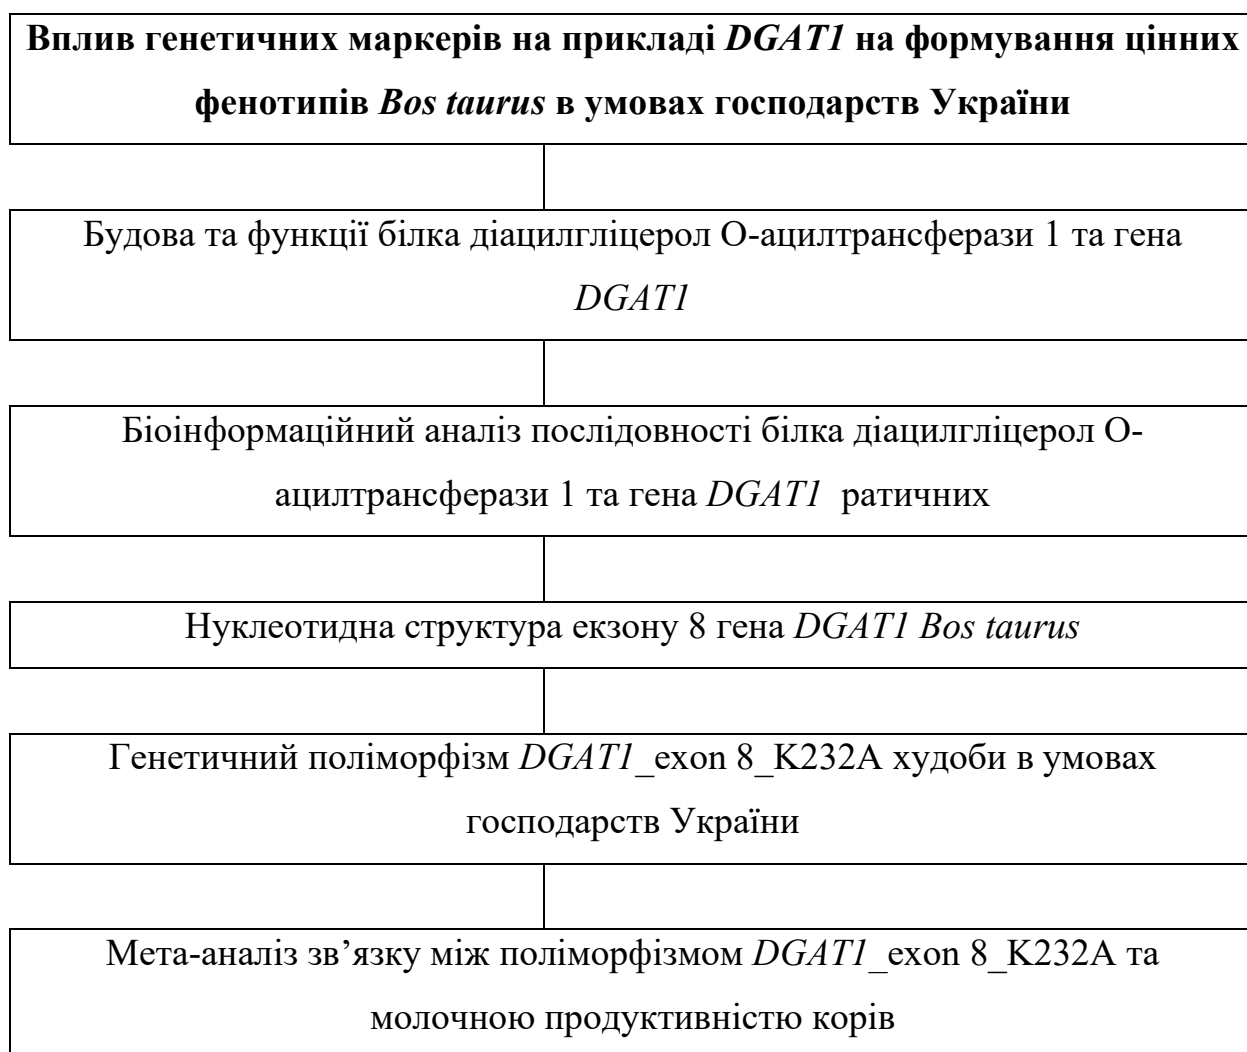 Вплив генетичних маркерів на прикладі DGAT1 на формування цінних
фенотипів Bos taurus в умовах господарств України
Будова та функції білка діацилгліцерол О-ацилтрансферази 1 та гена
DGAT1
Біоінформаційний аналіз послідовності білка діацилгліцерол О-
ацилтрансферази 1 та гена DGAT1 ратичних
Нуклеотидна структура екзону 8 гена DGAT1 Bos taurus
Генетичний поліморфізм DGAT1_exon 8_K232A худоби в умовах
господарств України
Мета-аналіз зв’язку між поліморфізмом DGAT1_exon 8_K232A та
молочною продуктивністю корів